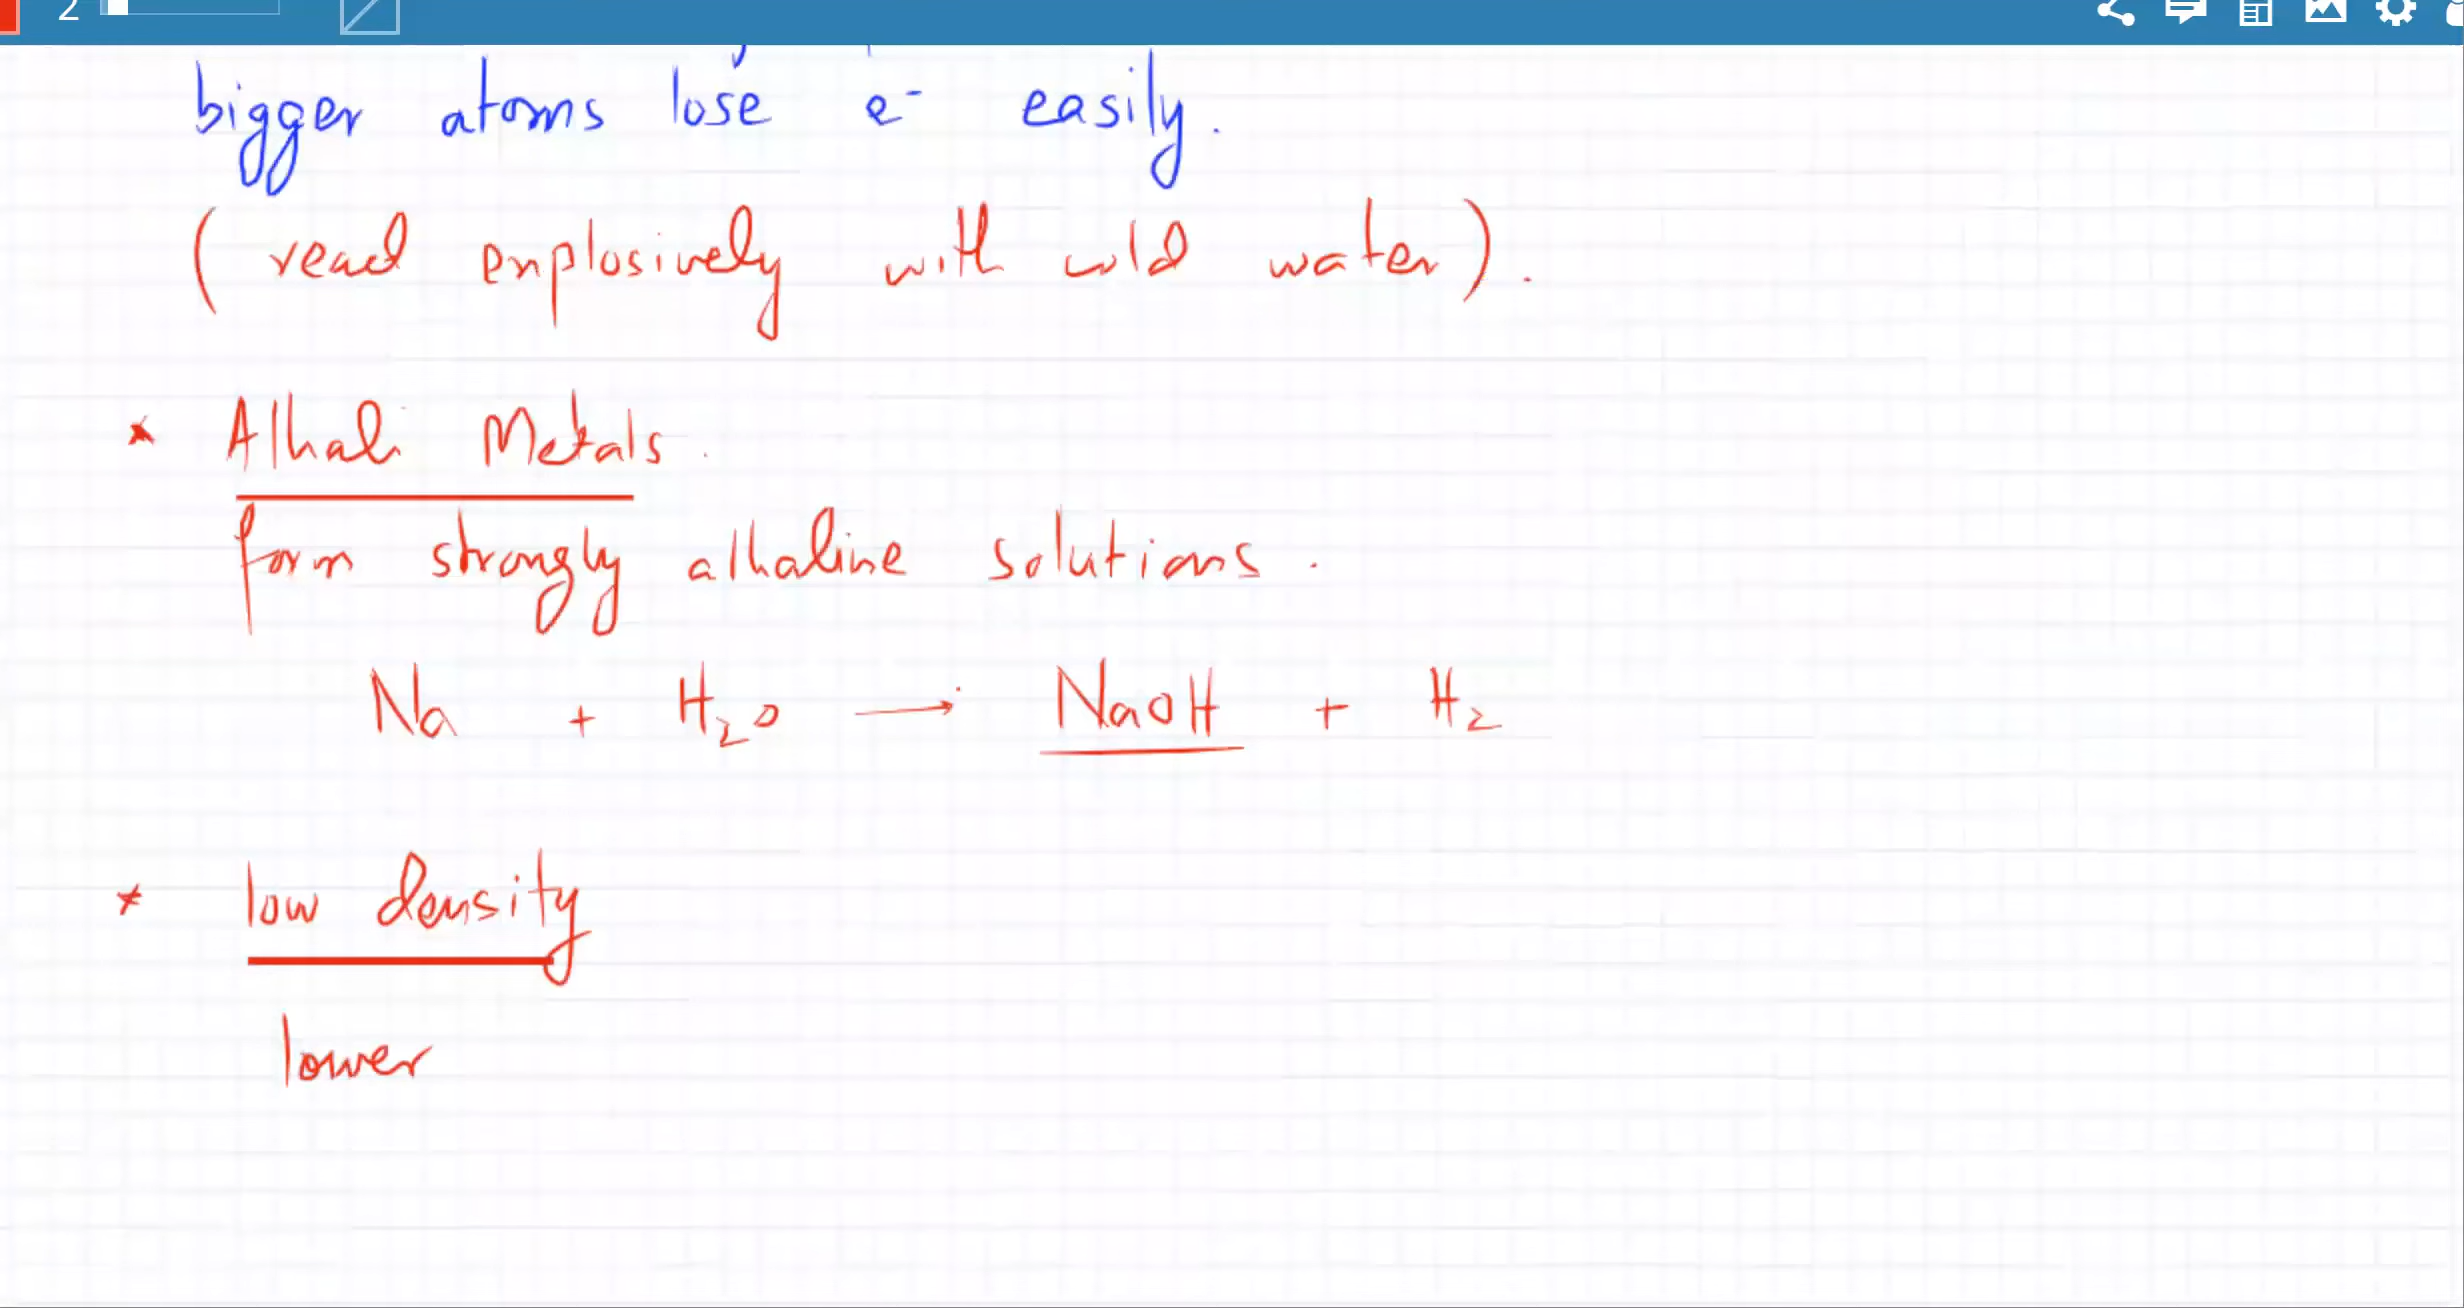 2
bigger atoms lose e⁻ easily.
(react explosively with cold water).
* Alkali Metals.
form strongly alkaline solutions.
Na + H₂O → NaOH + H₂
* low density
lower